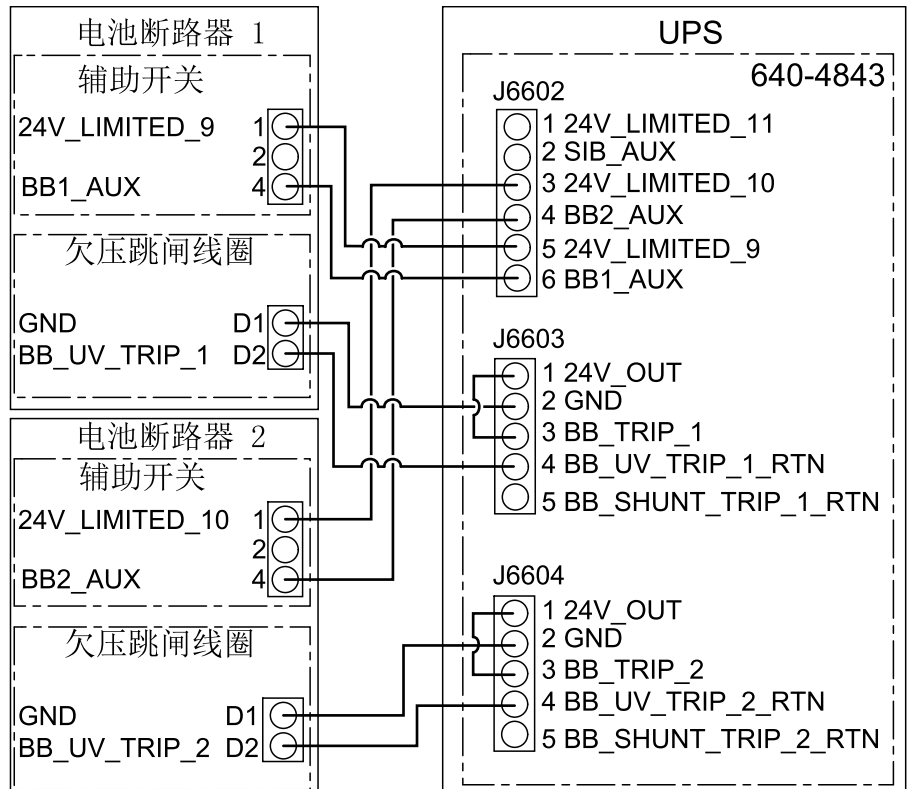 电池断路器 1
辅助开关
24V_LIMITED_9 1
2
BB1_AUX 4
欠压跳闸线圈
GND D1
BB_UV_TRIP_1 D2
电池断路器 2
辅助开关
24V_LIMITED_10 1
2
BB2_AUX 4
欠压跳闸线圈
GND D1
BB_UV_TRIP_2 D2
UPS
640-4843
J6602
1 24V_LIMITED_11
2 SIB_AUX
3 24V_LIMITED_10
4 BB2_AUX
5 24V_LIMITED_9
6 BB1_AUX
J6603
1 24V_OUT
2 GND
3 BB_TRIP_1
4 BB_UV_TRIP_1_RTN
5 BB_SHUNT_TRIP_1_RTN
J6604
1 24V_OUT
2 GND
3 BB_TRIP_2
4 BB_UV_TRIP_2_RTN
5 BB_SHUNT_TRIP_2_RTN